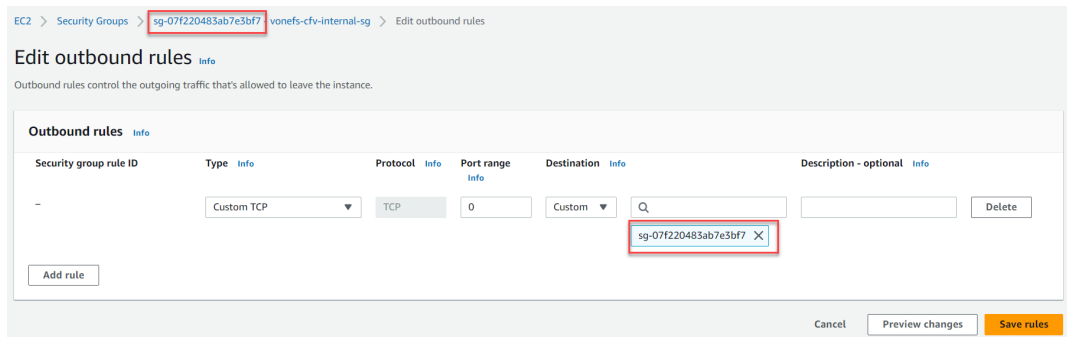 EC2 > Security Groups > sg-07f220483ab7e3bf7 - vonefs-cfv-internal-sg > Edit outbound rules
Edit outbound rules Info
Outbound rules control the outgoing traffic that's allowed to leave the instance.
Outbound rules Info
Security group rule ID Type Info Protocol Info Port range Info Destination Info Description - optional Info
– Custom TCP TCP 0 Custom Delete
sg-07f220483ab7e3bf7
Add rule
Cancel Preview changes Save rules